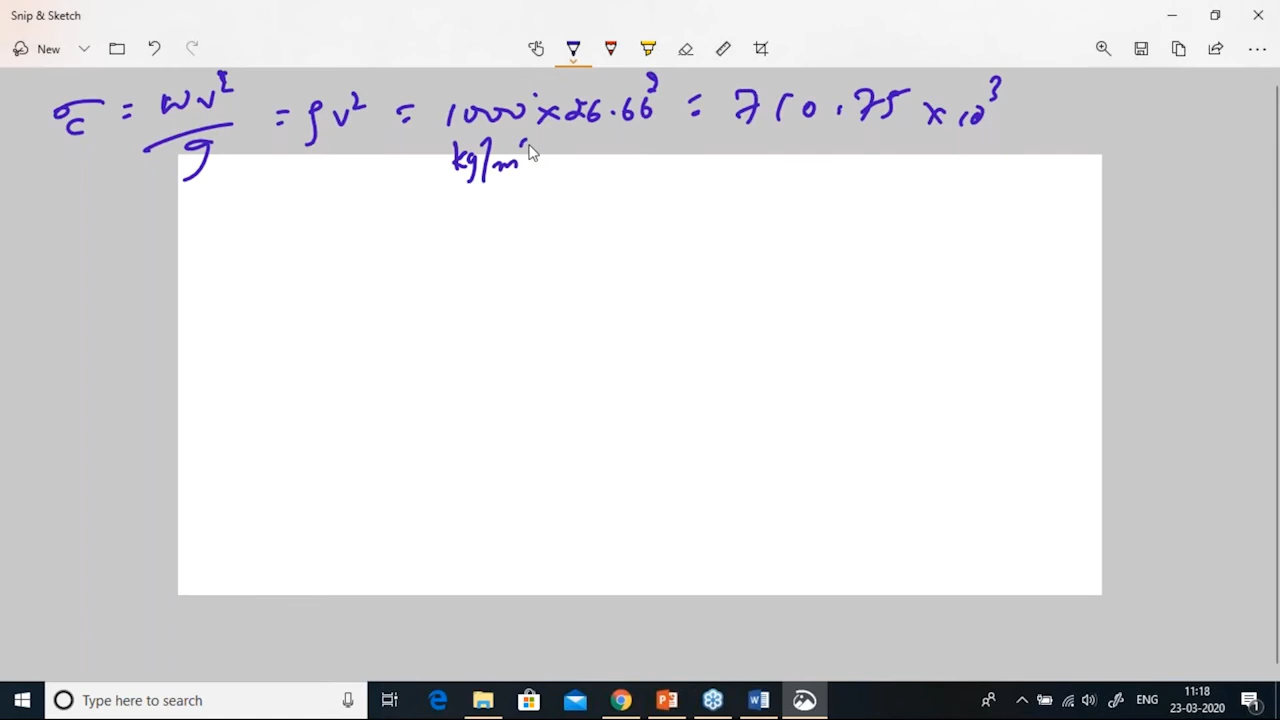 Snip & Sketch
New
σc = wv²/g = ρv² = 1000 × 26.66² = 710.75 × 10³
kg/m
Type here to search
ENG
11:18
23-03-2020